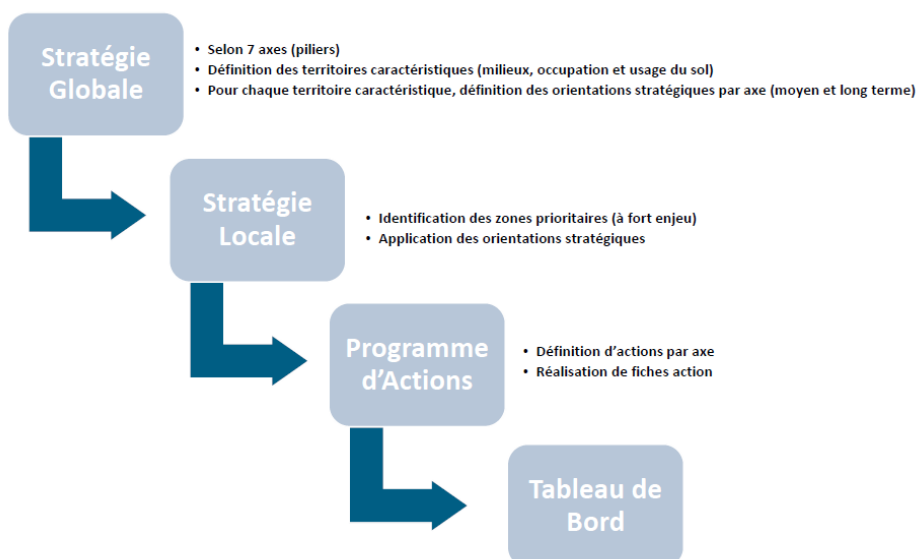 Stratégie
Globale
• Selon 7 axes (piliers)
• Définition des territoires caractéristiques (milieux, occupation et usage du sol)
• Pour chaque territoire caractéristique, définition des orientations stratégiques par axe (moyen et long terme)
Stratégie
Locale
• Identification des zones prioritaires (à fort enjeu)
• Application des orientations stratégiques
Programme
d’Actions
• Définition d’actions par axe
• Réalisation de fiches action
Tableau de
Bord